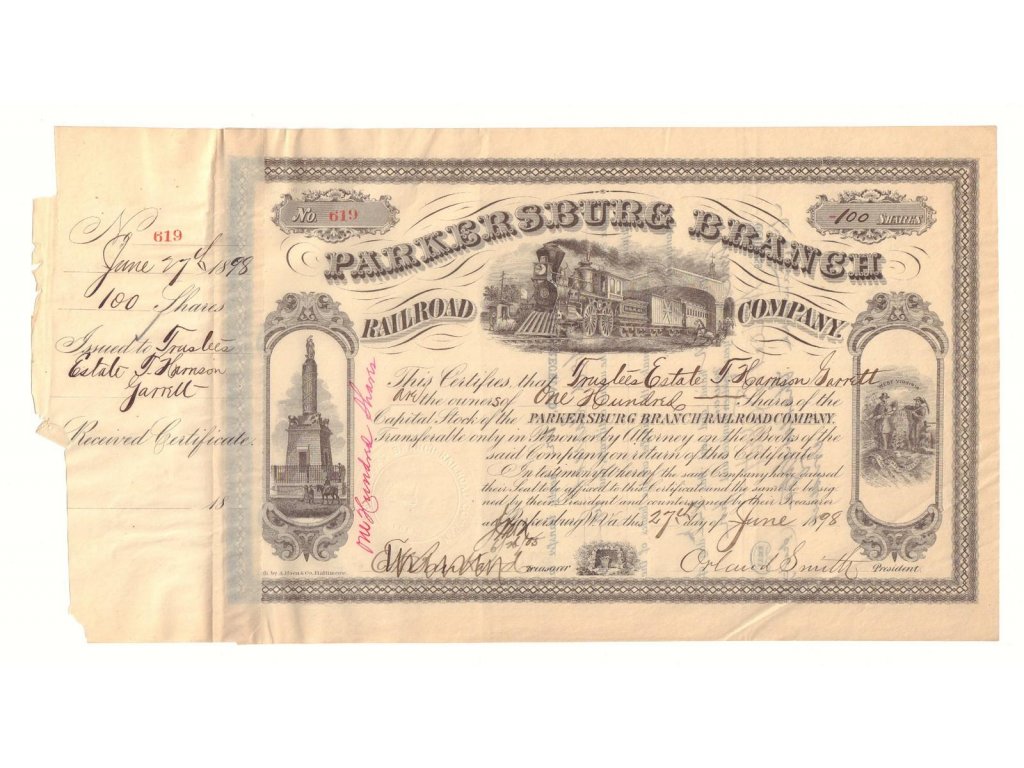 No
619
June 27th 1898
100 Shares
Issued to Trustees
Estate T. Harrison
Garrett
Received Certificate.
18
No 619
100 SHARES
PARKERSBURG BRANCH
RAILROAD COMPANY.
WEST VIRGINIA
This Certifies, that Trustees Estate T Harrison Garrett
are the owners of One Hundred Shares of the
Capital Stock of the PARKERSBURG BRANCH RAILROAD COMPANY.
Transferable only in Person or by Attorney on the Books of the
said Company on return of this Certificate.
In testimony Whereof the said Company have caused
their Seal to be affixed to this Certificate and the same to be sig-
ned by their President and countersigned by their Treasurer
at Parkersburg W.Va. this 27th day of June 1898
Treasurer
Orland Smith President.
One Hundred Shares
by A. Hoen & Co. Baltimore